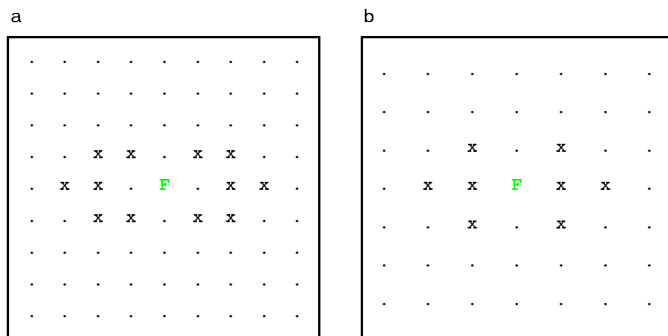 a
. . . . . . . . .
. . . . . . . . .
. . . . . . . . .
. . x x . x x . .
. x x . F . x x .
. . x x . x x . .
. . . . . . . . .
. . . . . . . . .
. . . . . . . . .
b
. . . . . . .
. . . . . . .
. . x . x . .
. x x F x x .
. . x . x . .
. . . . . . .
. . . . . . .